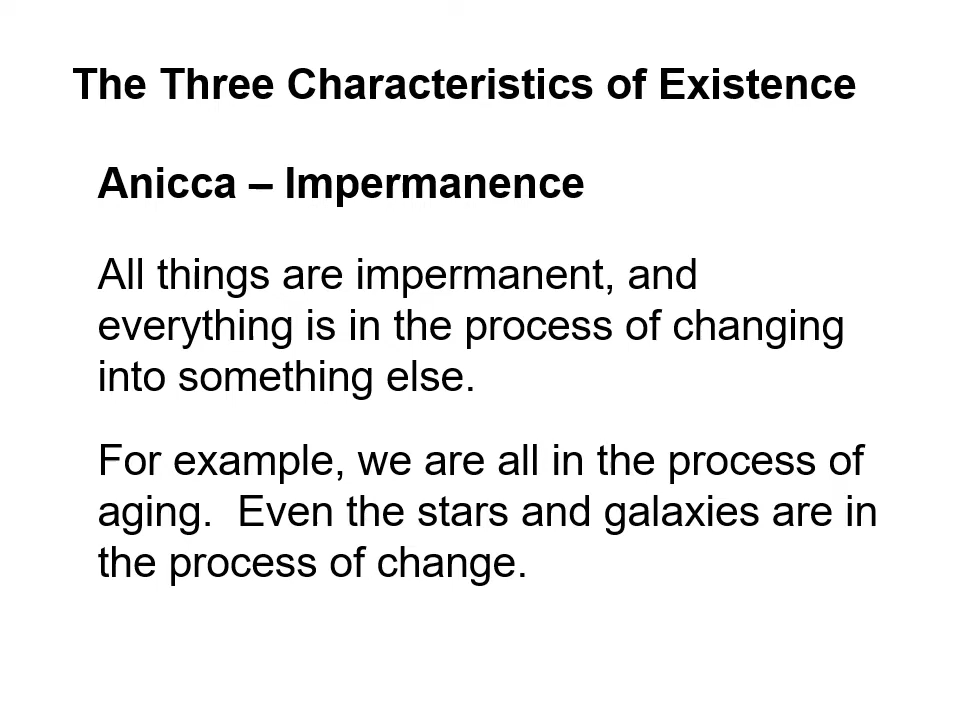 The Three Characteristics of Existence
Anicca – Impermanence
All things are impermanent, and
everything is in the process of changing
into something else.
For example, we are all in the process of
aging.  Even the stars and galaxies are in
the process of change.